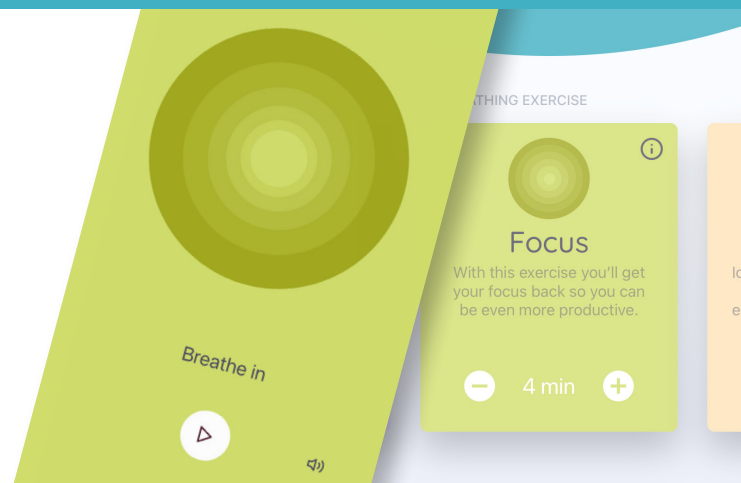 Breathe in
THING EXERCISE
Focus
With this exercise you'll get
your focus back so you can
be even more productive.
4 min